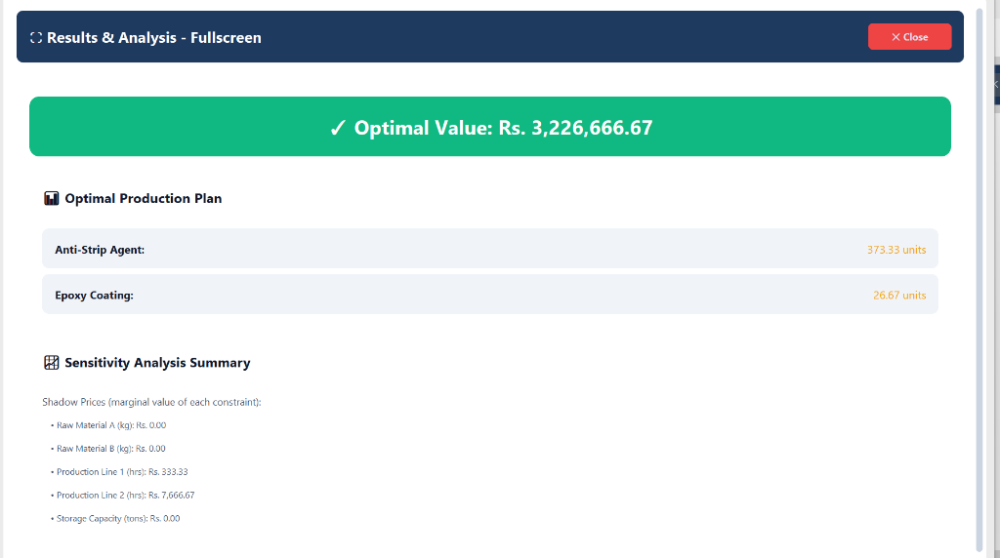 Results & Analysis - Fullscreen
✕ Close
✓ Optimal Value: Rs. 3,226,666.67
Optimal Production Plan
Anti-Strip Agent: 373.33 units
Epoxy Coating: 26.67 units
Sensitivity Analysis Summary
Shadow Prices (marginal value of each constraint):
• Raw Material A (kg): Rs. 0.00
• Raw Material B (kg): Rs. 0.00
• Production Line 1 (hrs): Rs. 333.33
• Production Line 2 (hrs): Rs. 7,666.67
• Storage Capacity (tons): Rs. 0.00